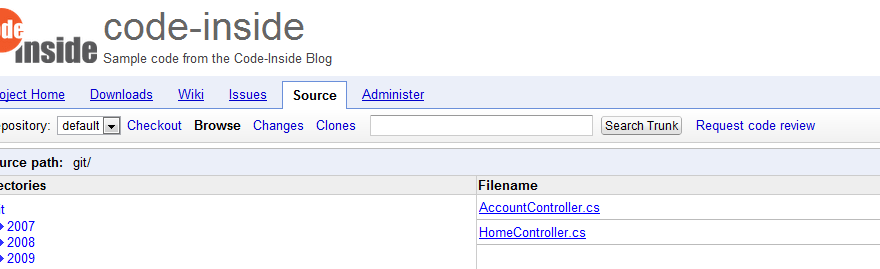 de
inside
code-inside
Sample code from the Code-Inside Blog
oject Home Downloads Wiki Issues Source Administer
pository: default Checkout Browse Changes Clones Search Trunk Request code review
urce path: git/
ectories Filename
it AccountController.cs
2007
2008 HomeController.cs
2009